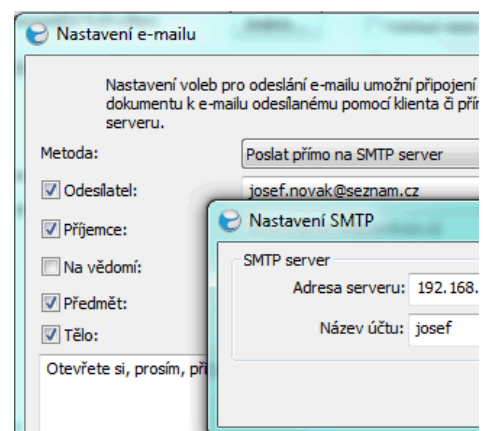 Nastavení e-mailu
Nastavení voleb pro odeslání e-mailu umožní připojení
dokumentu k e-mailu odesílanému pomocí klienta či
serveru.
Metoda:
Poslat přímo na SMTP server
Odesílatel:
josef.novak@seznam.cz
Příjemce:
Na vědomí:
Předmět:
Tělo:
Otevřete si, prosím,
Nastavení SMTP
SMTP server
Adresa serveru: 192.168.
Název účtu: josef